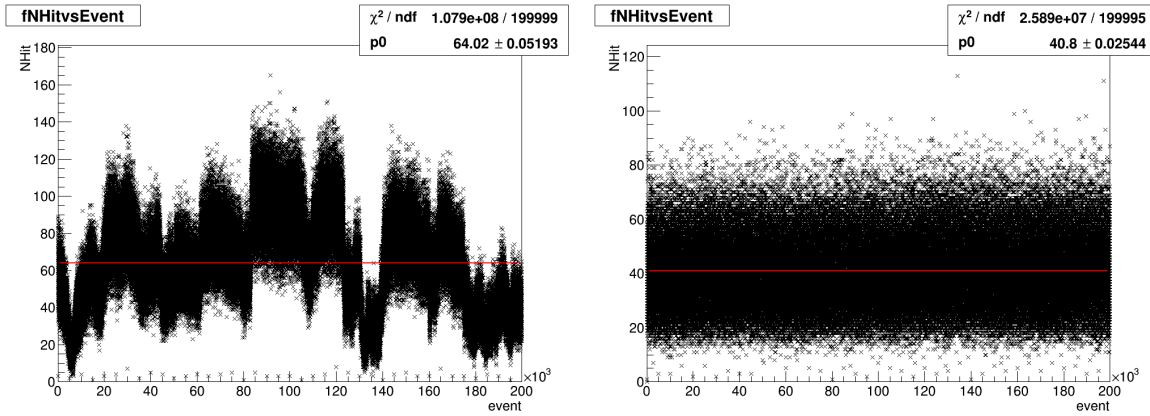 fNHitvsEvent
χ² / ndf 1.079e+08 / 199999
p0 64.02 ± 0.05193
NHit
180
160
140
120
100
80
60
40
20
0
0 20 40 60 80 100 120 140 160 180 200
×10³
event
fNHitvsEvent
χ² / ndf 2.589e+07 / 199995
p0 40.8 ± 0.02544
NHit
120
100
80
60
40
20
0
0 20 40 60 80 100 120 140 160 180 200
×10³
event